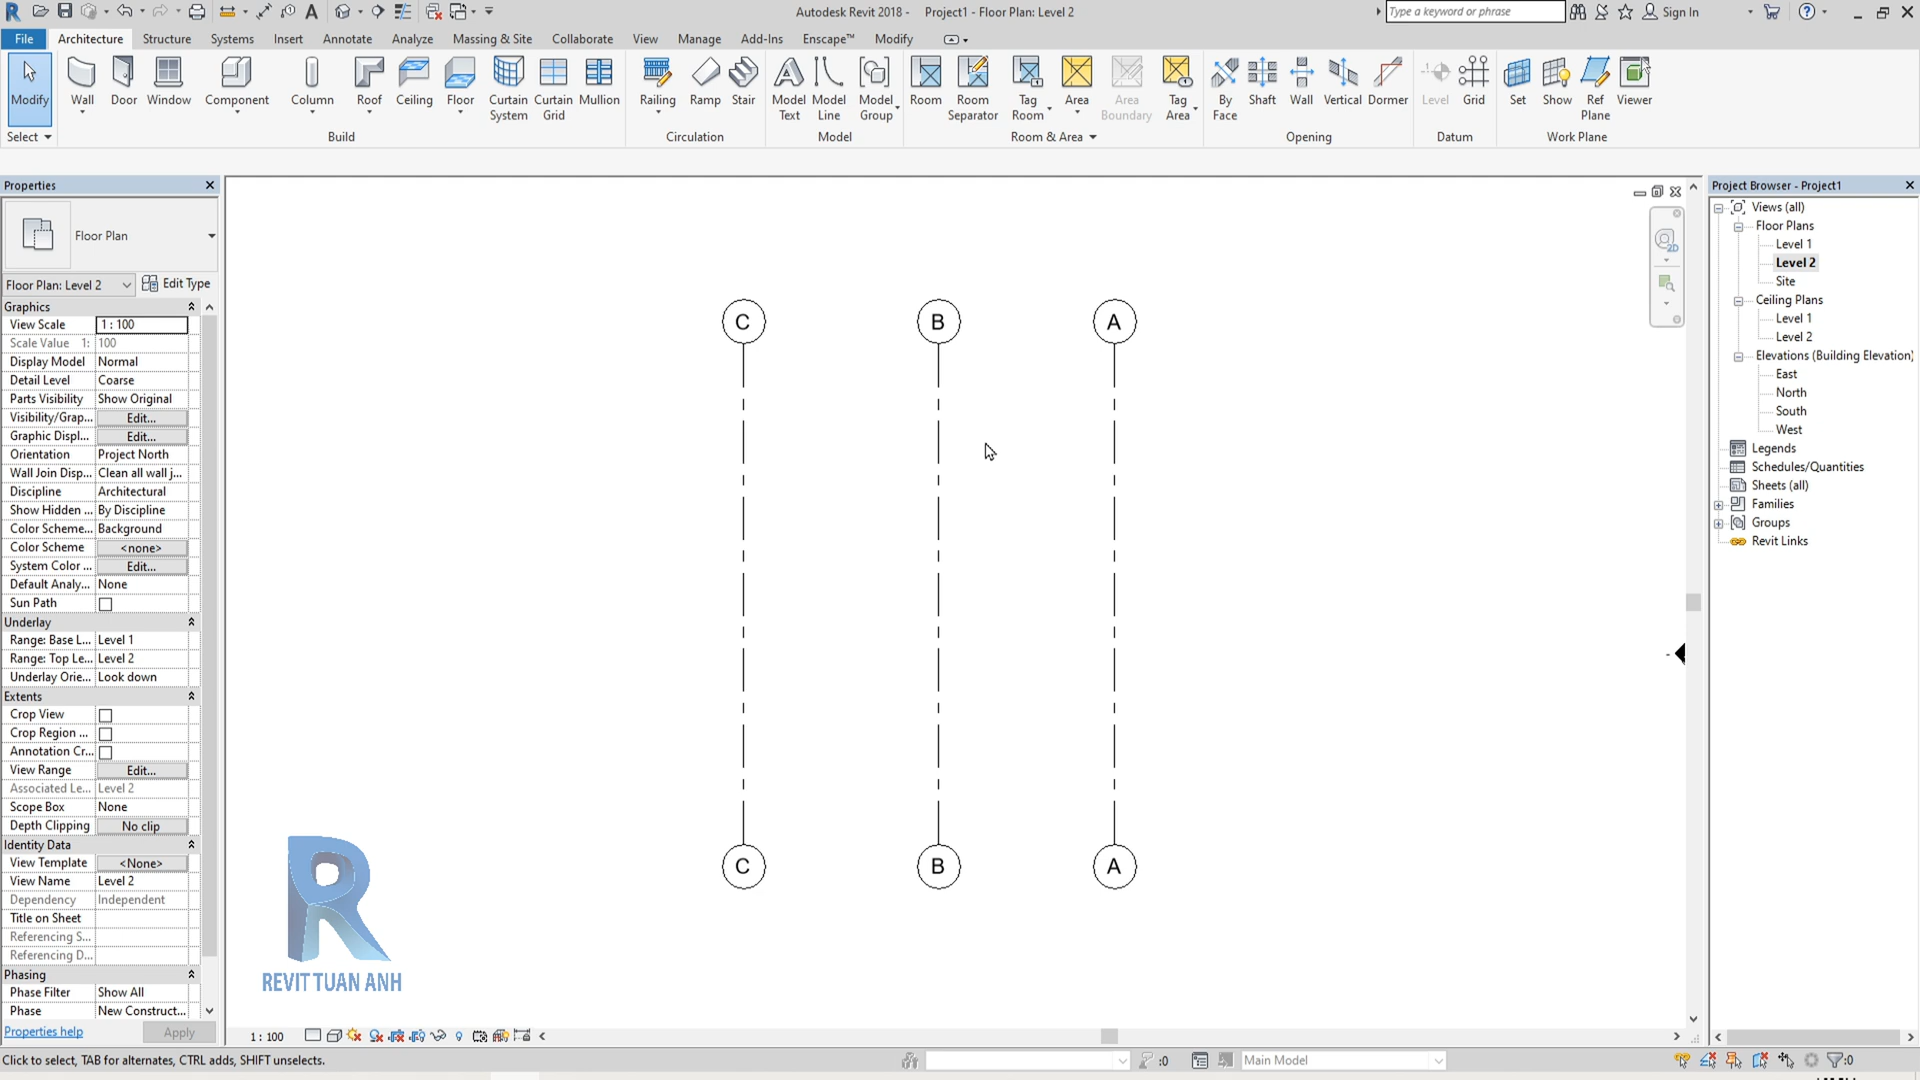 Autodesk Revit 2018 - Project1 - Floor Plan: Level 2
Type a keyword or phrase
Sign In
File Architecture Structure Systems Insert Annotate Analyze Massing & Site Collaborate View Manage Add-Ins Enscape™ Modify
Modify Wall Door Window Component Column Roof Ceiling Floor Curtain System Curtain Grid Mullion Railing Ramp Stair Model Text Model Line Model Group Room Room Separator Tag Room Area Area Boundary Tag Area By Face Shaft Wall Vertical Dormer Level Grid Set Show Ref Plane Viewer
Select Build Circulation Model Room & Area Opening Datum Work Plane
Properties
Floor Plan
Floor Plan: Level 2 Edit Type
Graphics
View Scale 1 : 100
Scale Value 1: 100
Display Model Normal
Detail Level Coarse
Parts Visibility Show Original
Visibility/Grap... Edit...
Graphic Displ... Edit...
Orientation Project North
Wall Join Disp... Clean all wall j...
Discipline Architectural
Show Hidden ... By Discipline
Color Scheme... Background
Color Scheme <none>
System Color ... Edit...
Default Analy... None
Sun Path
Underlay
Range: Base L... Level 1
Range: Top Le... Level 2
Underlay Orie... Look down
Extents
Crop View
Crop Region ...
Annotation Cr...
View Range Edit...
Associated Le... Level 2
Scope Box None
Depth Clipping No clip
Identity Data
View Template <None>
View Name Level 2
Dependency Independent
Title on Sheet
Referencing S...
Referencing D...
Phasing
Phase Filter Show All
Phase New Construct...
Properties help Apply
C B A
C B A
REVIT TUAN ANH
2D
Project Browser - Project1
Views (all)
Floor Plans
Level 1
Level 2
Site
Ceiling Plans
Level 1
Level 2
Elevations (Building Elevation)
East
North
South
West
Legends
Schedules/Quantities
Sheets (all)
Families
Groups
Revit Links
1 : 100
Click to select, TAB for alternates, CTRL adds, SHIFT unselects.
:0
Main Model
:0